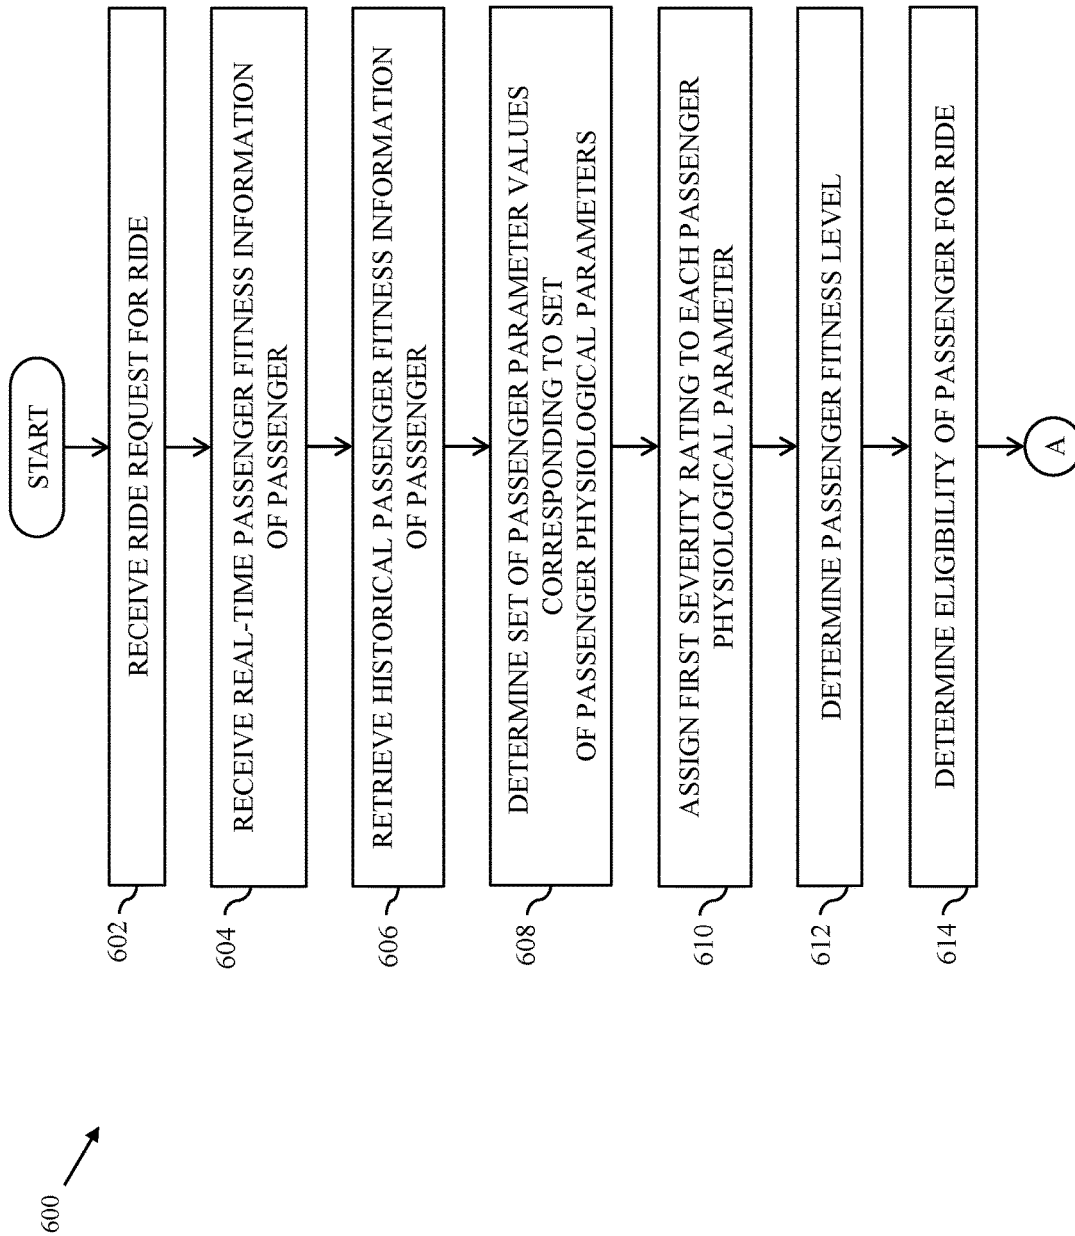 600
START
602
RECEIVE RIDE REQUEST FOR RIDE
604
RECEIVE REAL-TIME PASSENGER FITNESS INFORMATION
OF PASSENGER
606
RETRIEVE HISTORICAL PASSENGER FITNESS INFORMATION
OF PASSENGER
608
DETERMINE SET OF PASSENGER PARAMETER VALUES
CORRESPONDING TO SET
OF PASSENGER PHYSIOLOGICAL PARAMETERS
610
ASSIGN FIRST SEVERITY RATING TO EACH PASSENGER
PHYSIOLOGICAL PARAMETER
612
DETERMINE PASSENGER FITNESS LEVEL
614
DETERMINE ELIGIBILITY OF PASSENGER FOR RIDE
A